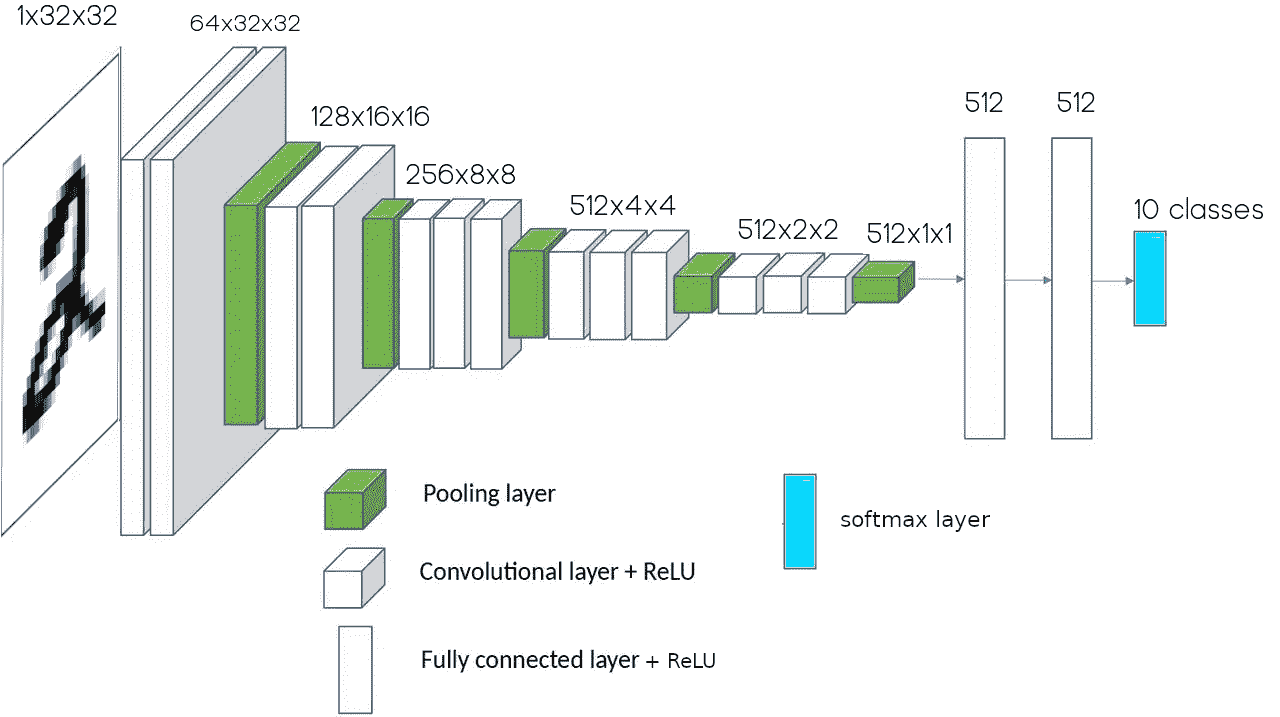 1x32x32
64x32x32
128x16x16
256x8x8
512x4x4
512x2x2
512x1x1
512
512
10 classes
Pooling layer
Convolutional layer + ReLU
Fully connected layer + ReLU
softmax layer